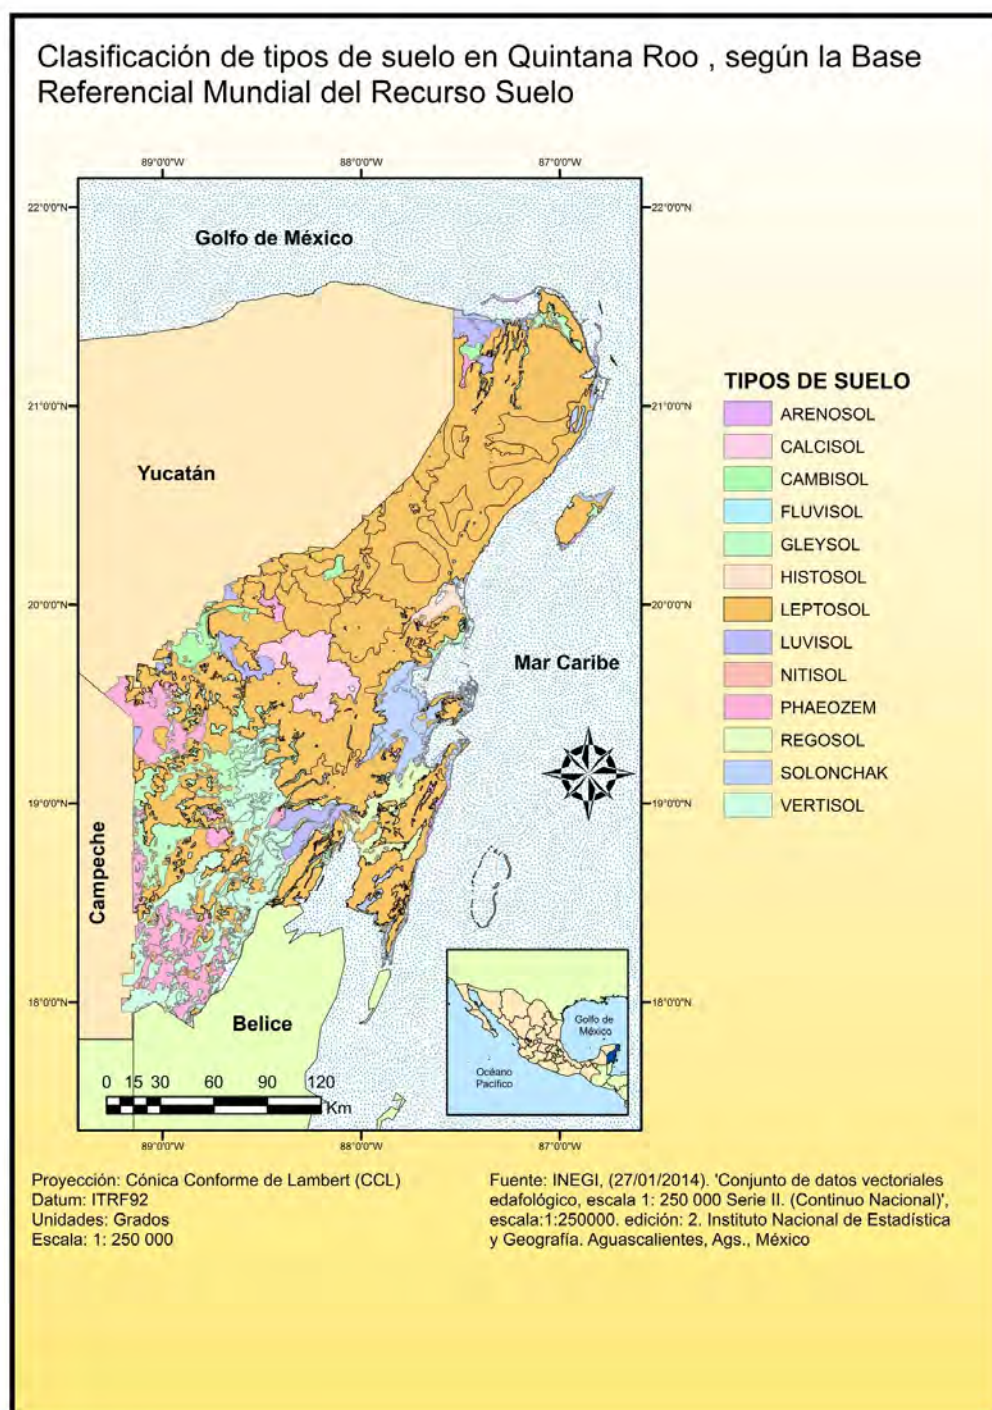 Clasificación de tipos de suelo en Quintana Roo , según la Base
Referencial Mundial del Recurso Suelo
89°0'0"W 88°0'0"W 87°0'0"W
22°0'0"N 22°0'0"N
Golfo de México
21°0'0"N 21°0'0"N
Yucatán
20°0'0"N 20°0'0"N
Mar Caribe
19°0'0"N 19°0'0"N
Campeche
18°0'0"N 18°0'0"N
Belice
0 15 30 60 90 120
Km
89°0'0"W 88°0'0"W 87°0'0"W
Golfo de
México
Océano
Pacífico
TIPOS DE SUELO
ARENOSOL
CALCISOL
CAMBISOL
FLUVISOL
GLEYSOL
HISTOSOL
LEPTOSOL
LUVISOL
NITISOL
PHAEOZEM
REGOSOL
SOLONCHAK
VERTISOL
Proyección: Cónica Conforme de Lambert (CCL)
Datum: ITRF92
Unidades: Grados
Escala: 1: 250 000
Fuente: INEGI, (27/01/2014). 'Conjunto de datos vectoriales
edafológico, escala 1: 250 000 Serie II. (Continuo Nacional)',
escala:1:250000. edición: 2. Instituto Nacional de Estadística
y Geografía. Aguascalientes, Ags., México